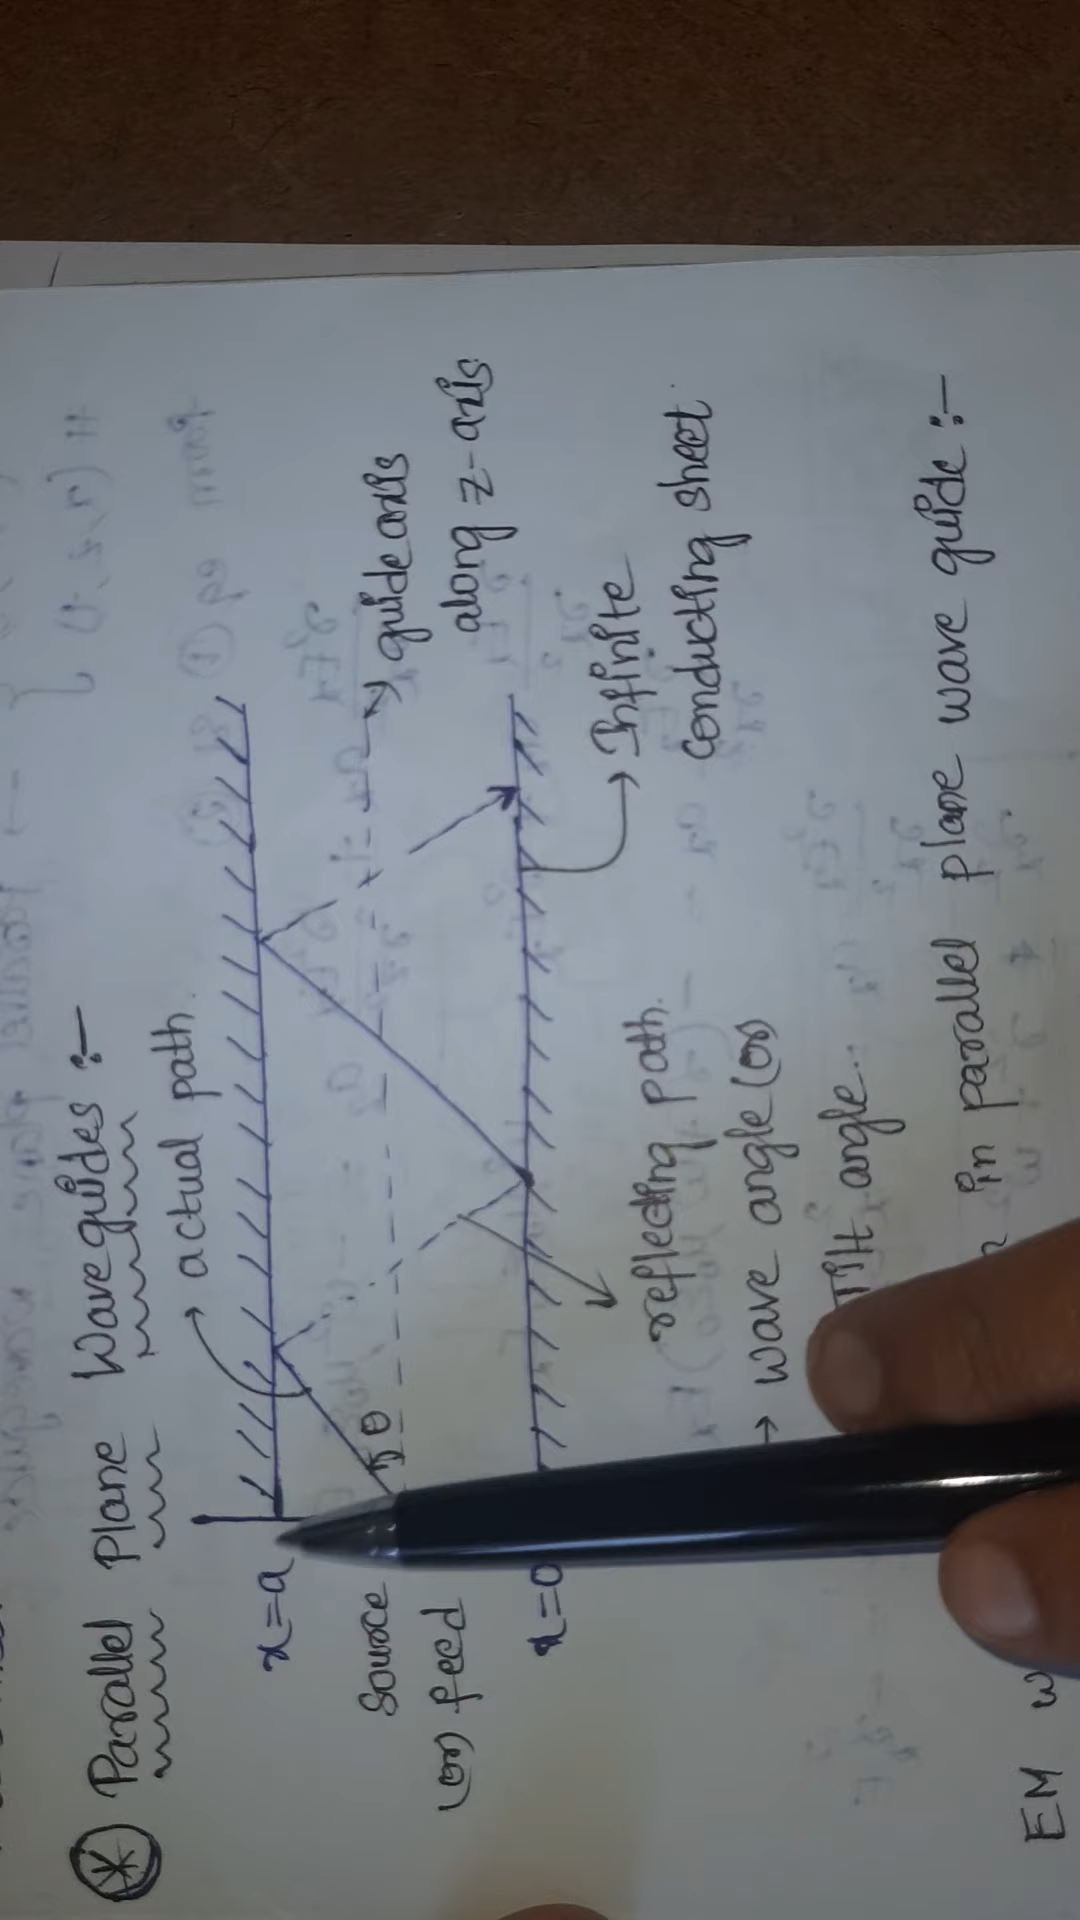 * Parallel Plane Waveguides :-
→ actual path.
x=a
source
(or) feed
θ
→ guide axis
along z-axis
x=0
→ Infinite
conducting sheet
reflecting path.
→ wave angle (or)
Tilt angle..
EM w in parallel plane wave guide :-